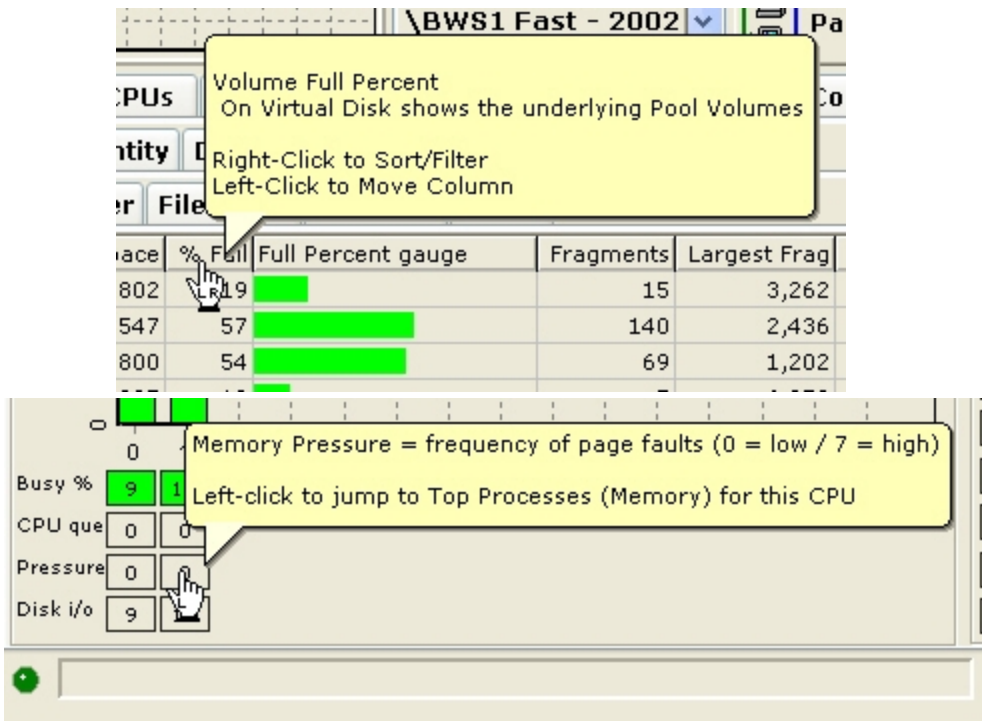 \BWS1 Fast - 2002
Pa
Volume Full Percent
On Virtual Disk shows the underlying Pool Volumes
Right-Click to Sort/Filter
Left-Click to Move Column
CPUs
Co
ntity
er File
ace % Full Full Percent gauge Fragments Largest Frag
802 19 15 3,262
547 57 140 2,436
800 54 69 1,202
0
0
Memory Pressure = frequency of page faults (0 = low / 7 = high)
Left-click to jump to Top Processes (Memory) for this CPU
Busy % 9 1
CPU que 0 0
Pressure 0 0
Disk i/o 9